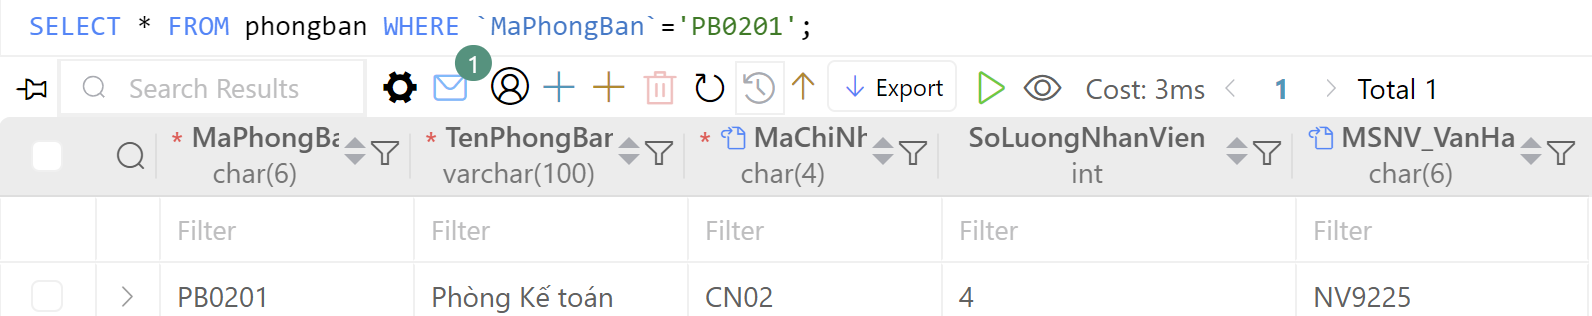 SELECT * FROM phongban WHERE `MaPhongBan`='PB0201';
1
Search Results Export Cost: 3ms 1 Total 1
* MaPhongBa * TenPhongBan * MaChiNh SoLuongNhanVien MSNV_VanHa
char(6) varchar(100) char(4) int char(6)
Filter Filter Filter Filter Filter
PB0201 Phòng Kế toán CN02 4 NV9225